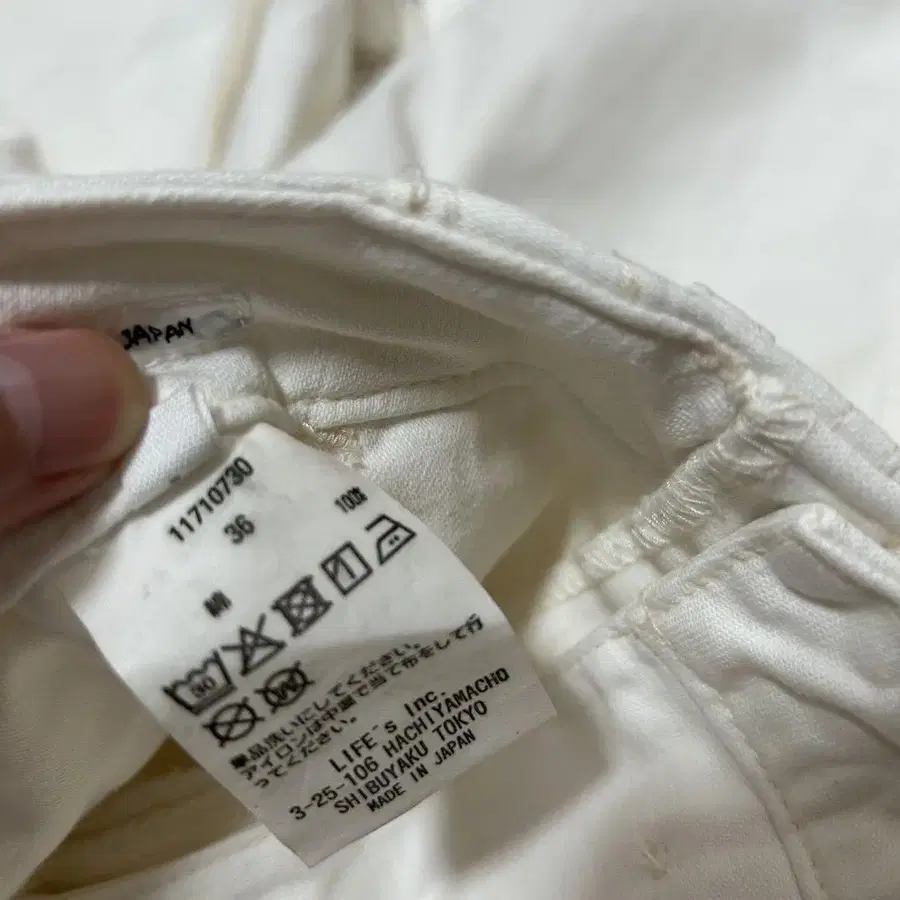 JAPAN
11710730
36
100%
MI
30
単品洗いにしてください。
アイロンは中温で当て布をして行
ってください。
LIFE's Inc.
3-25-106 HACHIYAMACHO
SHIBUYAKU TOKYO
MADE IN JAPAN